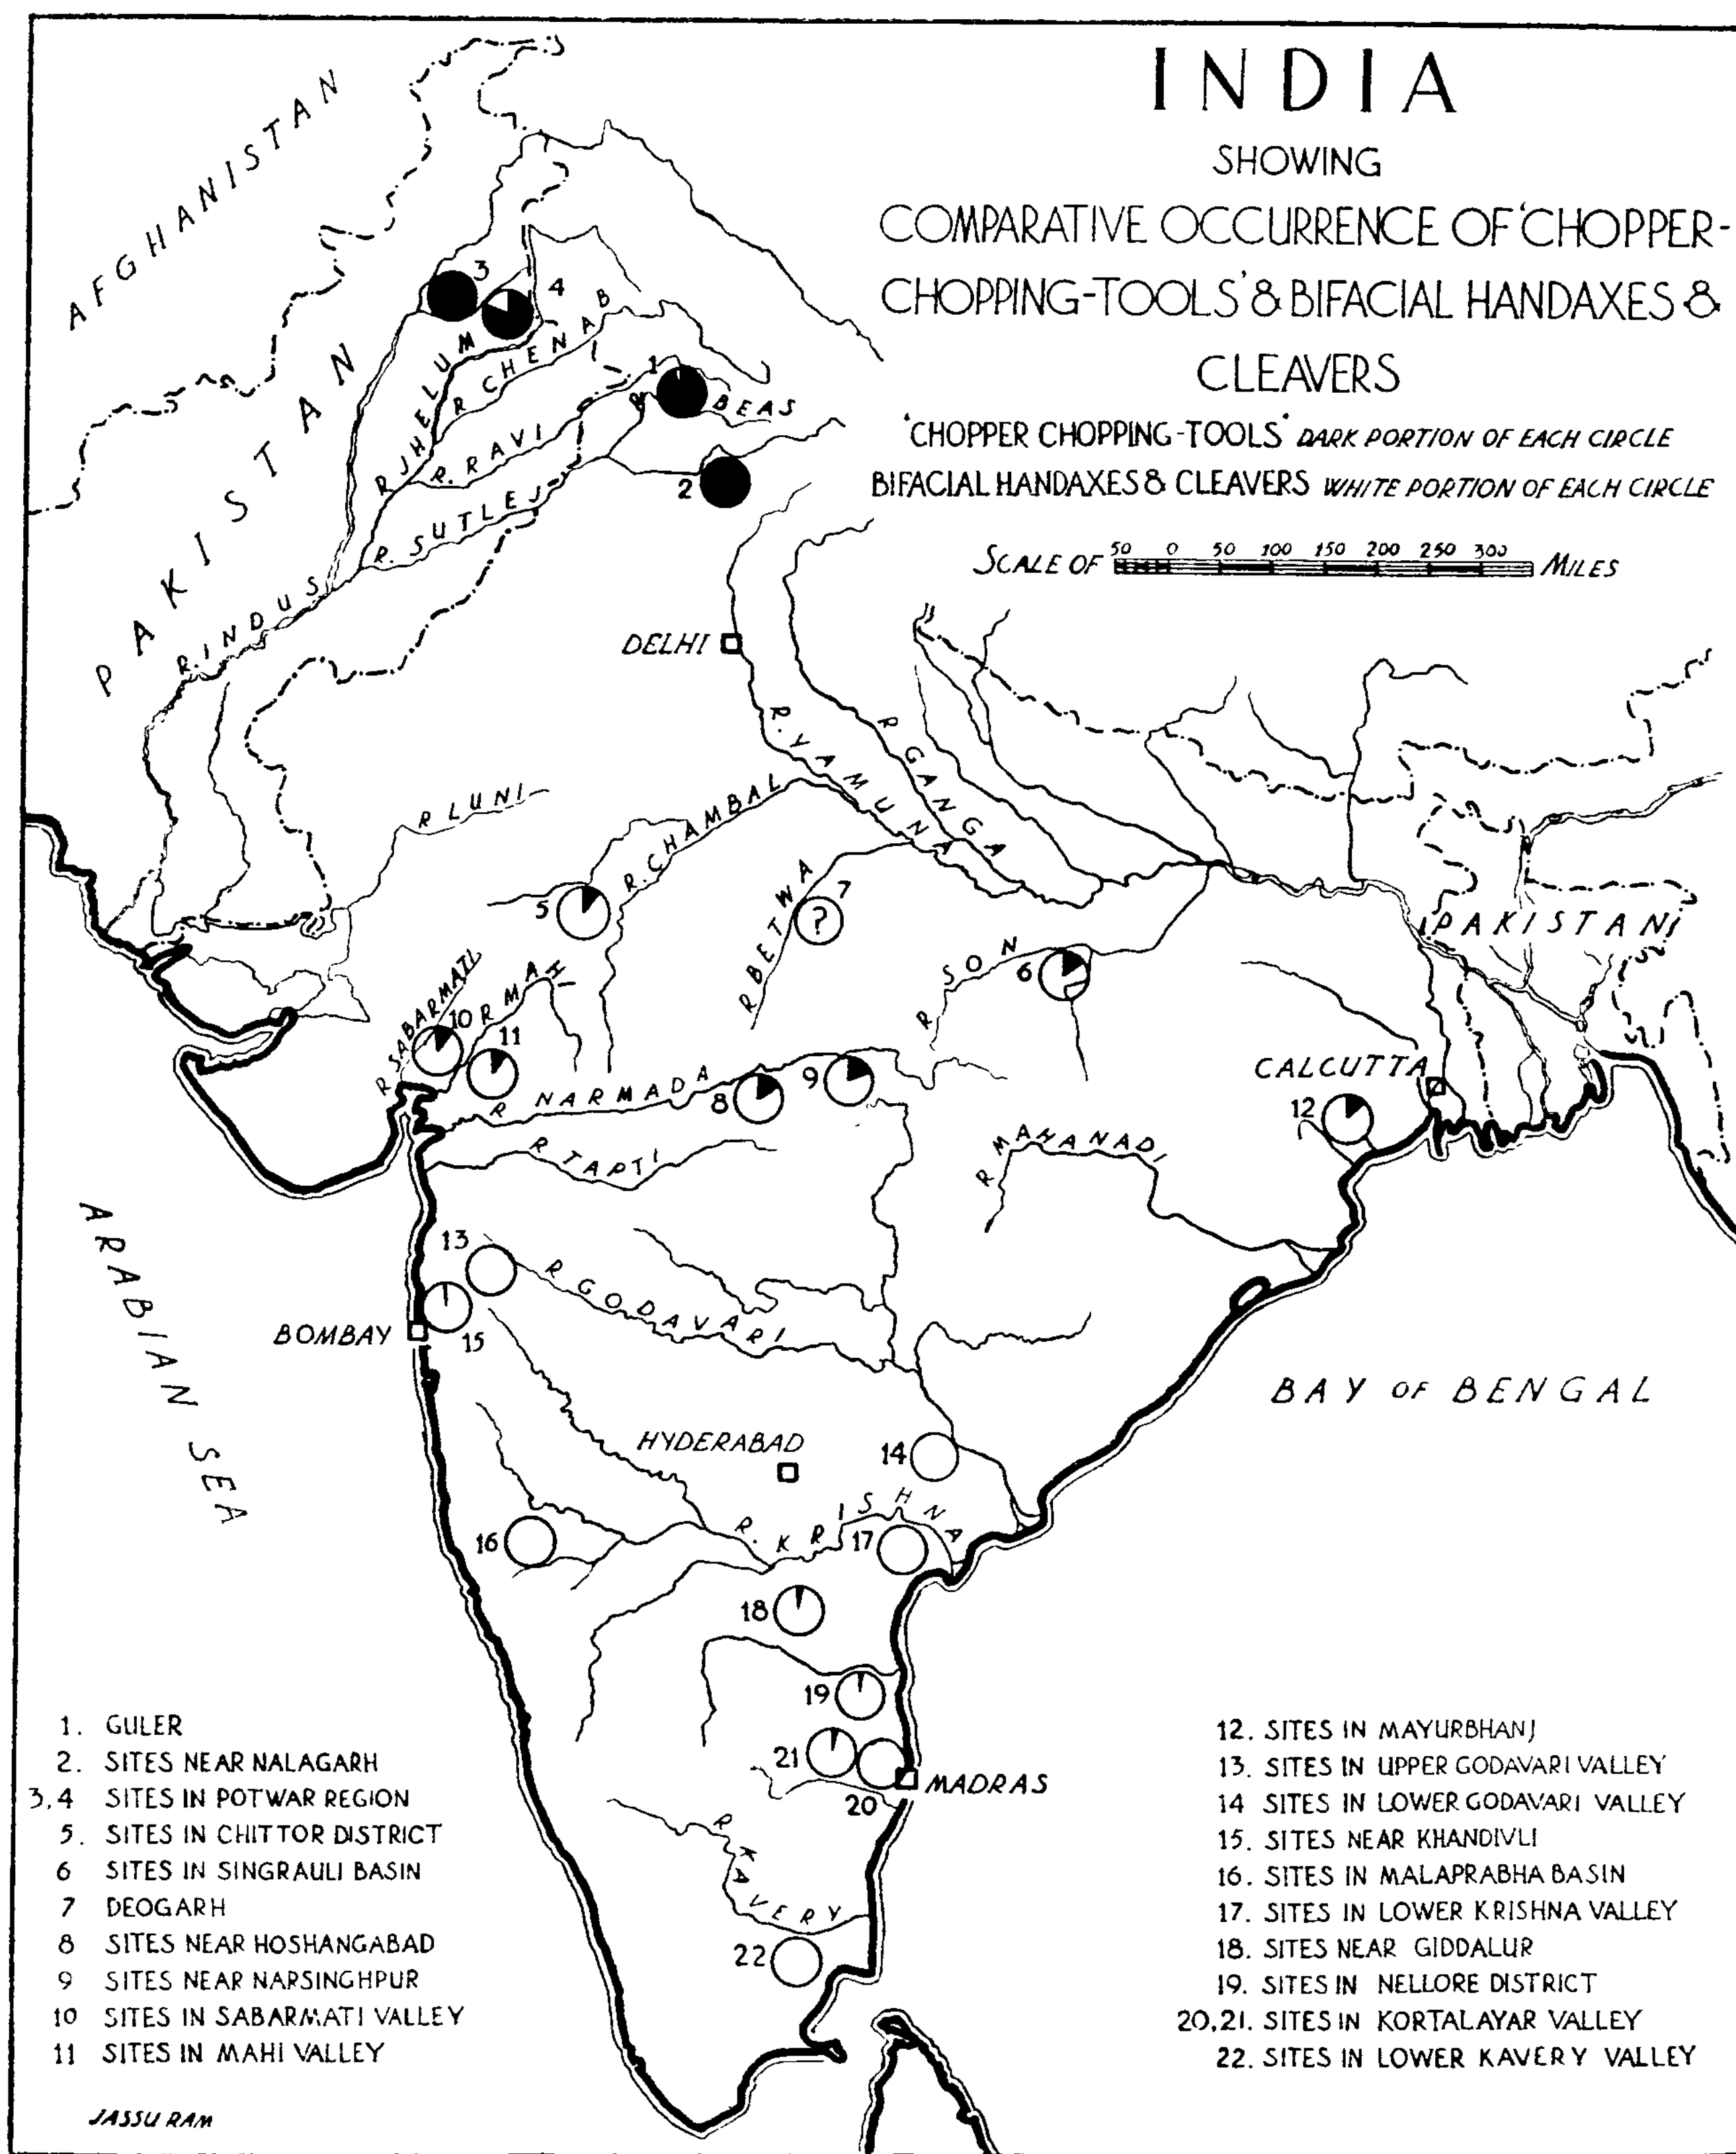 INDIA
SHOWING
COMPARATIVE OCCURRENCE OF 'CHOPPER-
CHOPPING-TOOLS' & BIFACIAL HANDAXES &
CLEAVERS
'CHOPPER CHOPPING-TOOLS' DARK PORTION OF EACH CIRCLE
BIFACIAL HANDAXES & CLEAVERS WHITE PORTION OF EACH CIRCLE
SCALE OF 50 0 50 100 150 200 250 300 MILES
AFGHANISTAN
PAKISTAN
3
4
R JHELUM
R CHENAB
1
R BEAS
R. RAVI
2
R. SUTLEJ
R. INDUS
DELHI
R. YAMUNA
R GANGA
R LUNI
R. CHAMBAL
5
R BETWA
7
?
R SON
6
PAKISTAN
R SABARMATI
10
R MAHI
11
R NARMADA
8
9
CALCUTTA
12
R TAPTI
R MAHANADI
ARABIAN SEA
13
R GODAVARI
BOMBAY
15
BAY OF BENGAL
HYDERABAD
14
16
R. KRISHNA
17
18
19
21
20
MADRAS
R KAVERY
22
1. GULER
2. SITES NEAR NALAGARH
3,4 SITES IN POTWAR REGION
5. SITES IN CHITTOR DISTRICT
6 SITES IN SINGRAULI BASIN
7 DEOGARH
8 SITES NEAR HOSHANGABAD
9 SITES NEAR NARSINGHPUR
10 SITES IN SABARMATI VALLEY
11 SITES IN MAHI VALLEY
12. SITES IN MAYURBHANJ
13. SITES IN UPPER GODAVARI VALLEY
14 SITES IN LOWER GODAVARI VALLEY
15. SITES NEAR KHANDIVLI
16. SITES IN MALAPRABHA BASIN
17. SITES IN LOWER KRISHNA VALLEY
18. SITES NEAR GIDDALUR
19. SITES IN NELLORE DISTRICT
20,21. SITES IN KORTALAYAR VALLEY
22. SITES IN LOWER KAVERY VALLEY
JASSU RAM